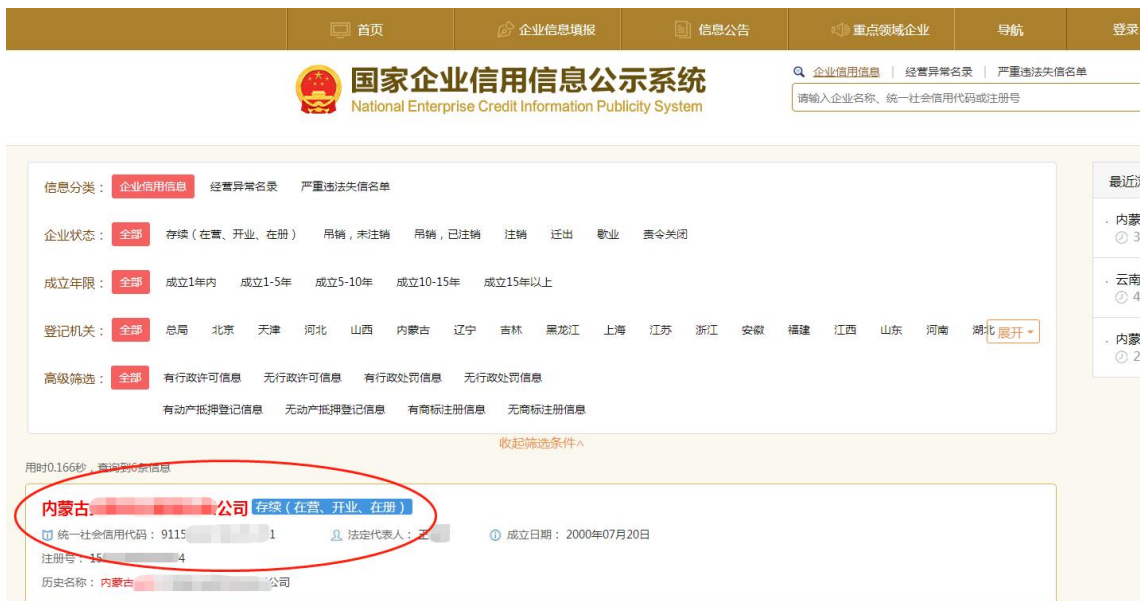 首页 企业信息填报 信息公告 重点领域企业 导航 登录
国家企业信用信息公示系统
National Enterprise Credit Information Publicity System
企业信用信息 | 经营异常名录 | 严重违法失信名单
请输入企业名称、统一社会信用代码或注册号
信息分类： 企业信用信息 经营异常名录 严重违法失信名单
企业状态： 全部 存续（在营、开业、在册） 吊销，未注销 吊销，已注销 注销 迁出 歇业 责令关闭
成立年限： 全部 成立1年内 成立1-5年 成立5-10年 成立10-15年 成立15年以上
登记机关： 全部 总局 北京 天津 河北 山西 内蒙古 辽宁 吉林 黑龙江 上海 江苏 浙江 安徽 福建 江西 山东 河南 湖北 展开
高级筛选： 全部 有行政许可信息 无行政许可信息 有行政处罚信息 无行政处罚信息
有动产抵押登记信息 无动产抵押登记信息 有商标注册信息 无商标注册信息
收起筛选条件
最近
内蒙
3
云南
4
内蒙
2
用时0.166秒，查询到6条信息
内蒙古 公司 存续（在营、开业、在册）
统一社会信用代码： 9115 1 法定代表人： 成立日期： 2000年07月20日
注册号： 15 4
历史名称： 内蒙古 公司